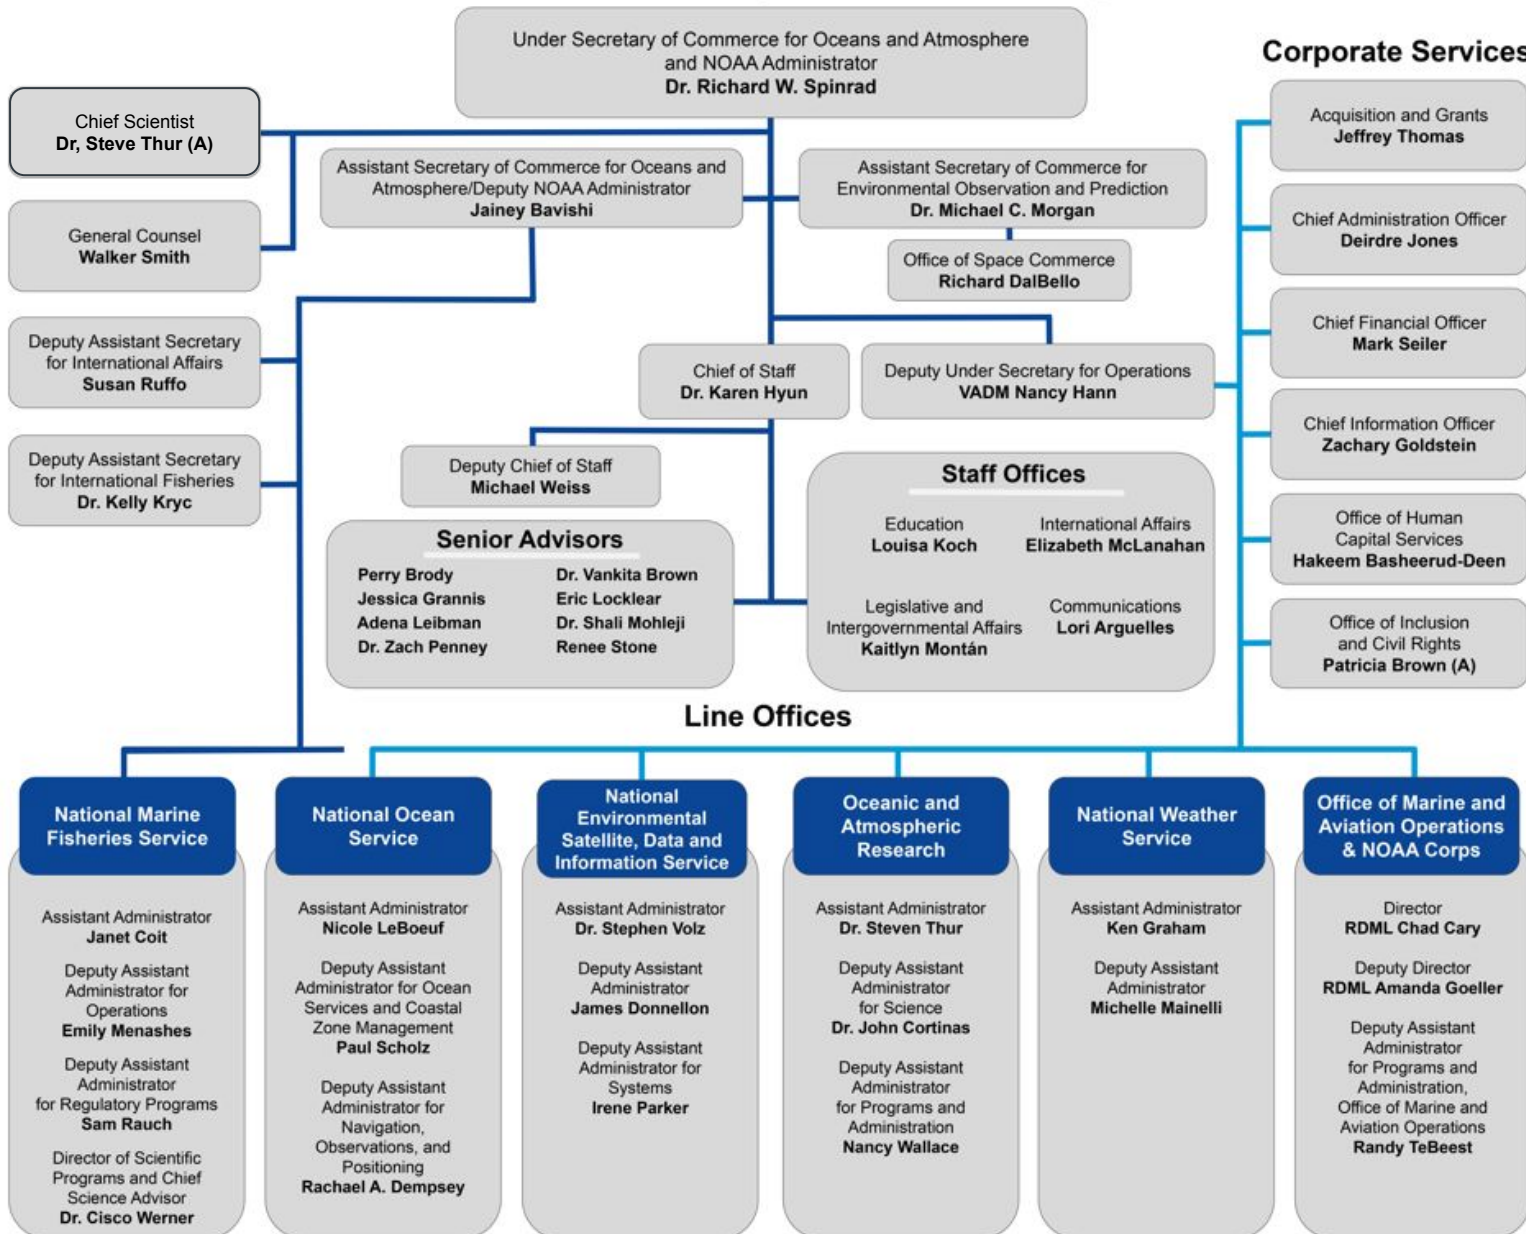 Under Secretary of Commerce for Oceans and Atmosphere
and NOAA Administrator
Dr. Richard W. Spinrad
Corporate Services
Chief Scientist
Dr, Steve Thur (A)
General Counsel
Walker Smith
Deputy Assistant Secretary
for International Affairs
Susan Ruffo
Deputy Assistant Secretary
for International Fisheries
Dr. Kelly Kryc
Assistant Secretary of Commerce for Oceans and
Atmosphere/Deputy NOAA Administrator
Jainey Bavishi
Assistant Secretary of Commerce for
Environmental Observation and Prediction
Dr. Michael C. Morgan
Office of Space Commerce
Richard DalBello
Chief of Staff
Dr. Karen Hyun
Deputy Under Secretary for Operations
VADM Nancy Hann
Deputy Chief of Staff
Michael Weiss
Senior Advisors
Perry Brody
Jessica Grannis
Adena Leibman
Dr. Zach Penney
Dr. Vankita Brown
Eric Locklear
Dr. Shali Mohleji
Renee Stone
Staff Offices
Education
Louisa Koch
International Affairs
Elizabeth McLanahan
Legislative and
Intergovernmental Affairs
Kaitlyn Montán
Communications
Lori Arguelles
Acquisition and Grants
Jeffrey Thomas
Chief Administration Officer
Deirdre Jones
Chief Financial Officer
Mark Seiler
Chief Information Officer
Zachary Goldstein
Office of Human
Capital Services
Hakeem Basheerud-Deen
Office of Inclusion
and Civil Rights
Patricia Brown (A)
Line Offices
National Marine
Fisheries Service
Assistant Administrator
Janet Coit
Deputy Assistant
Administrator for
Operations
Emily Menashes
Deputy Assistant
Administrator
for Regulatory Programs
Sam Rauch
Director of Scientific
Programs and Chief
Science Advisor
Dr. Cisco Werner
National Ocean
Service
Assistant Administrator
Nicole LeBoeuf
Deputy Assistant
Administrator for Ocean
Services and Coastal
Zone Management
Paul Scholz
Deputy Assistant
Administrator for
Navigation,
Observations, and
Positioning
Rachael A. Dempsey
National
Environmental
Satellite, Data and
Information Service
Assistant Administrator
Dr. Stephen Volz
Deputy Assistant
Administrator
James Donnellon
Deputy Assistant
Administrator for
Systems
Irene Parker
Oceanic and
Atmospheric
Research
Assistant Administrator
Dr. Steven Thur
Deputy Assistant
Administrator
for Science
Dr. John Cortinas
Deputy Assistant
Administrator
for Programs and
Administration
Nancy Wallace
National Weather
Service
Assistant Administrator
Ken Graham
Deputy Assistant
Administrator
Michelle Mainelli
Office of Marine and
Aviation Operations
& NOAA Corps
Director
RDML Chad Cary
Deputy Director
RDML Amanda Goeller
Deputy Assistant
Administrator
for Programs and
Administration,
Office of Marine and
Aviation Operations
Randy TeBeest